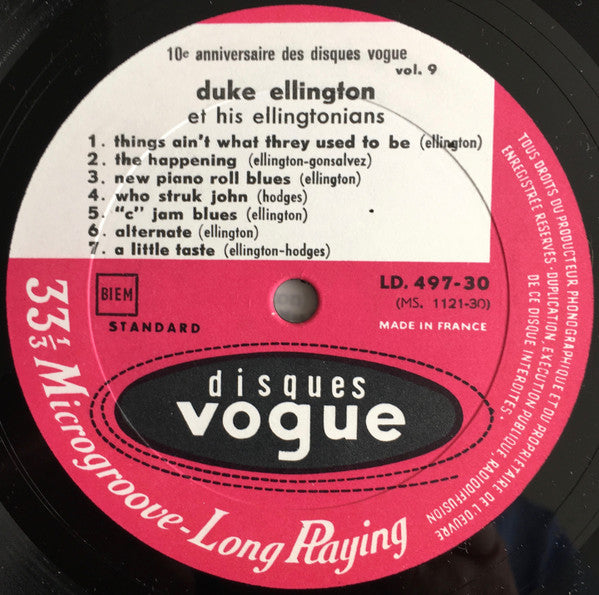 10e anniversaire des disques vogue
vol. 9
duke ellington
et his ellingtonians
1. things ain't what threy used to be (ellington)
2. the happening (ellington-gonsalvez)
3. new piano roll blues (ellington)
4. who struk john (hodges)
5. "c" jam blues (ellington)
6. alternate (ellington)
7. a little taste (ellington-hodges)
BIEM
STANDARD
LD. 497-30
(MS. 1121-30)
MADE IN FRANCE
disques
vogue
33 1/3 Microgroove-Long Playing
TOUS DROITS DU PRODUCTEUR PHONOGRAPHIQUE ET DU PROPRIÉTAIRE DE L'OEUVRE
ENREGISTRÉE RÉSERVÉS · DUPLICATION, EXÉCUTION PUBLIQUE, RADIODIFFUSION
DE CE DISQUE INTERDITES